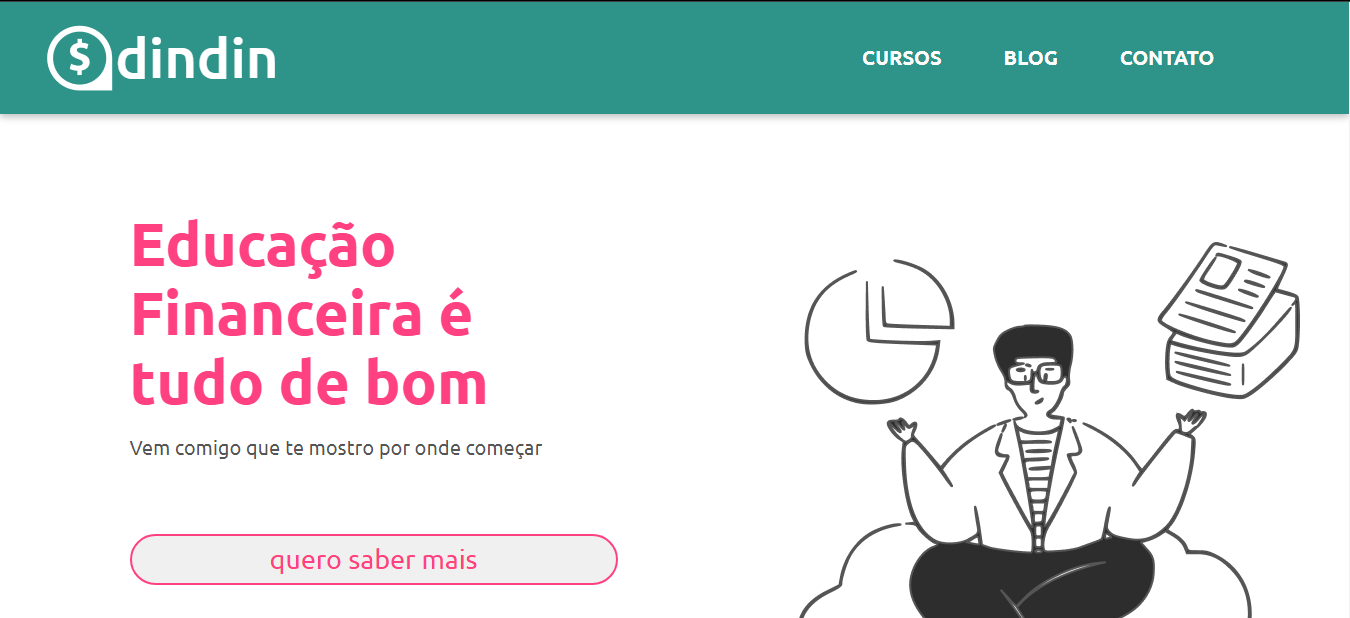 $dindin
CURSOS BLOG CONTATO
Educação
Financeira é
tudo de bom
Vem comigo que te mostro por onde começar
quero saber mais